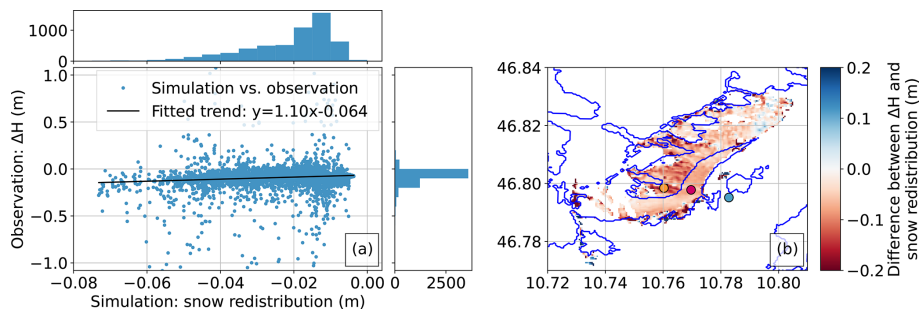 1000
0
1.0
0.5
0.0
−0.5
−1.0
Observation: ΔH (m)
Simulation vs. observation
Fitted trend: y=1.10x-0.064
(a)
−0.08 −0.06 −0.04 −0.02 0.00
Simulation: snow redistribution (m)
0 2500
46.84
46.82
46.80
46.78
10.72 10.74 10.76 10.78 10.80
(b)
0.2
0.1
0.0
−0.1
−0.2
Difference between ΔH and
snow redistribution (m)